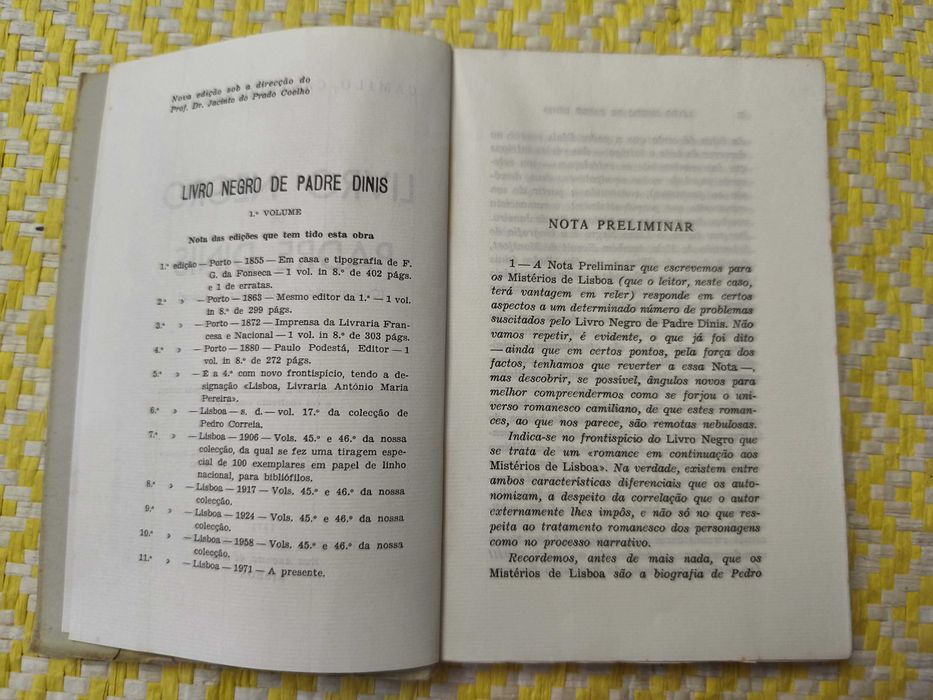 Nova edição sob a direcção do
Prof. Dr. Jacinto do Prado Coelho
LIVRO NEGRO DE PADRE DINIS
1.º VOLUME
Nota das edições que tem tido esta obra
1.ª edição — Porto — 1855 — Em casa e tipografia de F.
G. da Fonseca — 1 vol. in 8.º de 402 págs.
e 1 de erratas.
2.ª » — Porto — 1863 — Mesmo editor da 1.ª — 1 vol.
in 8.º de 299 págs.
3.ª » — Porto — 1872 — Imprensa da Livraria Fran-
cesa e Nacional — 1 vol. in 8.º de 303 págs.
4.ª » — Porto — 1880 — Paulo Podestá, Editor — 1
vol. in 8.º de 272 págs.
5.ª » — É a 4.ª com novo frontispício, tendo a de-
signação «Lisboa, Livraria António Maria
Pereira».
6.ª » — Lisboa — s. d. — vol. 17.º da colecção de
Pedro Correia.
7.ª » — Lisboa — 1906 — Vols. 45.º e 46.º da nossa
colecção, da qual se fez uma tiragem espe-
cial de 100 exemplares em papel de linho
nacional, para bibliófilos.
8.ª » — Lisboa — 1917 — Vols. 45.º e 46.º da nossa
colecção.
9.ª » — Lisboa — 1924 — Vols. 45.º e 46.º da nossa
colecção.
10.ª » — Lisboa — 1958 — Vols. 45.º e 46.º da nossa
colecção.
11.ª » — Lisboa — 1971 — A presente.
NOTA PRELIMINAR
1 — A Nota Preliminar que escrevemos para
os Mistérios de Lisboa (que o leitor, neste caso,
terá vantagem em reler) responde em certos
aspectos a um determinado número de problemas
suscitados pelo Livro Negro de Padre Dinis. Não
vamos repetir, é evidente, o que já foi dito
— ainda que em certos pontos, pela força dos
factos, tenhamos que reverter a essa Nota —,
mas descobrir, se possível, ângulos novos para
melhor compreendermos como se forjou o uni-
verso romanesco camiliano, de que estes roman-
ces, ao que nos parece, são remotas nebulosas.
Indica-se no frontispício do Livro Negro que
se trata de um «romance em continuação aos
Mistérios de Lisboa». Na verdade, existem entre
ambos características diferenciais que os auto-
nomizam, a despeito da correlação que o autor
externamente lhes impôs, e não só no que res-
peita ao tratamento romanesco dos personagens
como no processo narrativo.
Recordemos, antes de mais nada, que os
Mistérios de Lisboa são a biografia de Pedro